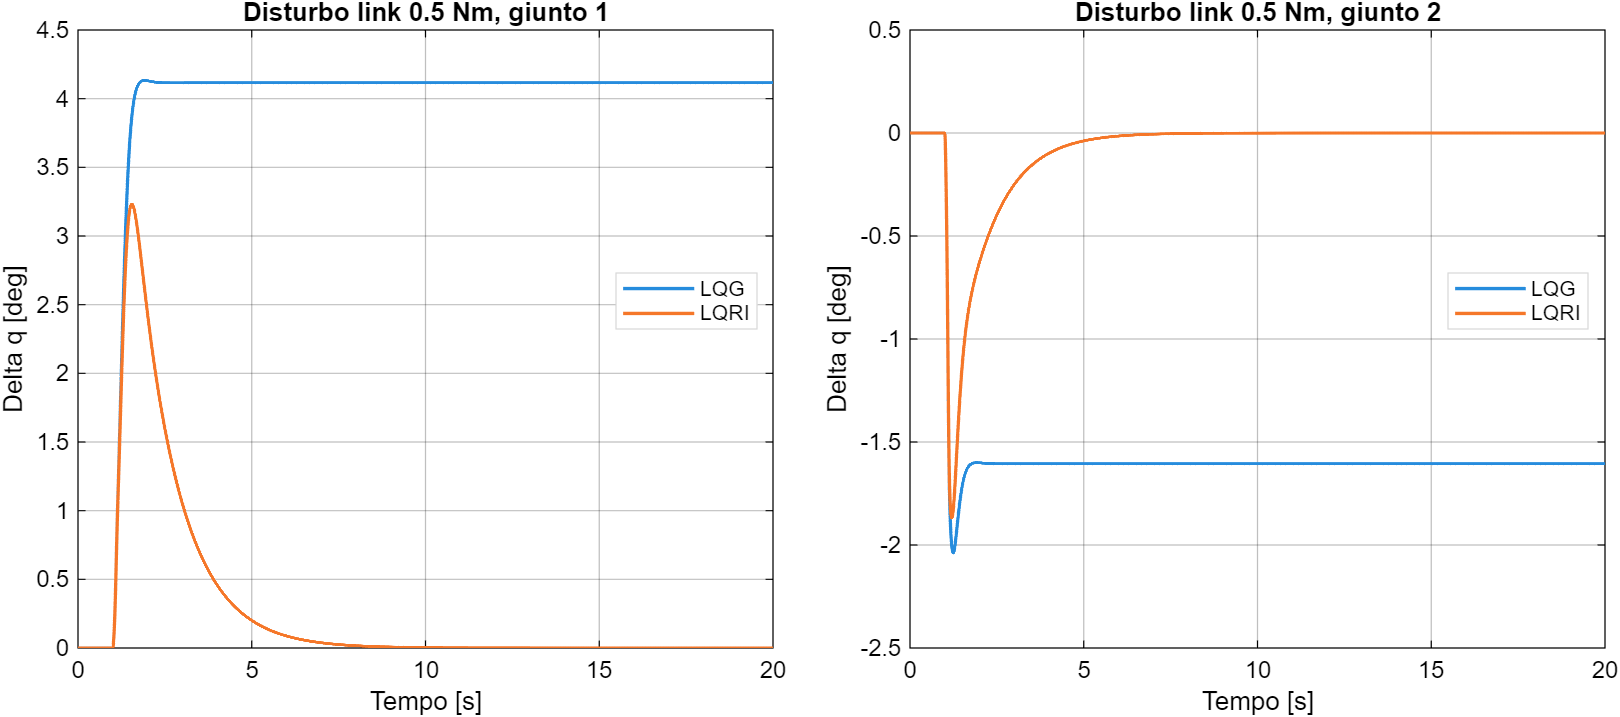 Disturbo link 0.5 Nm, giunto 1
4.5
4
3.5
3
2.5
2
1.5
1
0.5
0
Delta q [deg]
LQG
LQRI
0 5 10 15 20
Tempo [s]
Disturbo link 0.5 Nm, giunto 2
0.5
0
-0.5
-1
-1.5
-2
-2.5
Delta q [deg]
LQG
LQRI
0 5 10 15 20
Tempo [s]